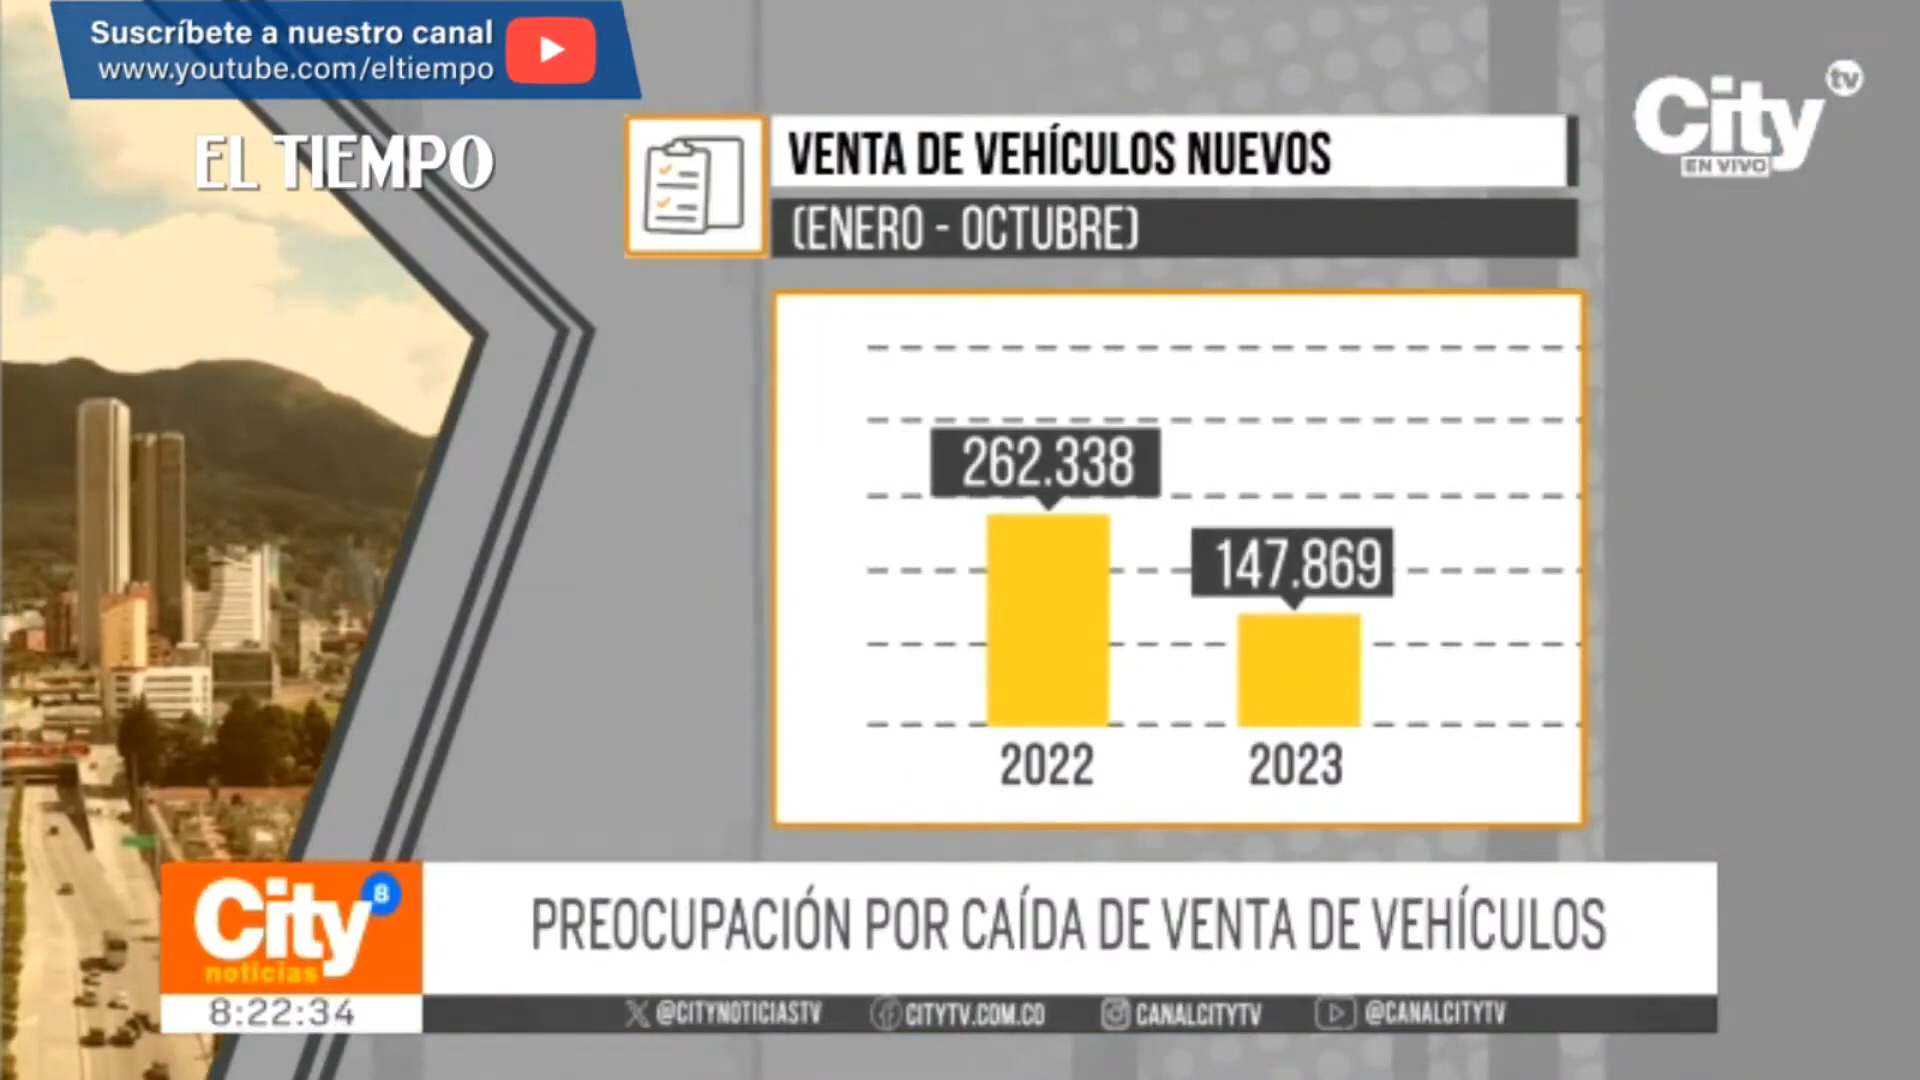 Suscríbete a nuestro canal
www.youtube.com/eltiempo
EL TIEMPO
City tv
EN VIVO
VENTA DE VEHÍCULOS NUEVOS
(ENERO - OCTUBRE)
262.338
147.869
2022
2023
City 8
noticias
PREOCUPACIÓN POR CAÍDA DE VENTA DE VEHÍCULOS
8:22:34
@CITYNOTICIASTV
CITYTV.COM.CO
CANALCITYTV
@CANALCITYTV